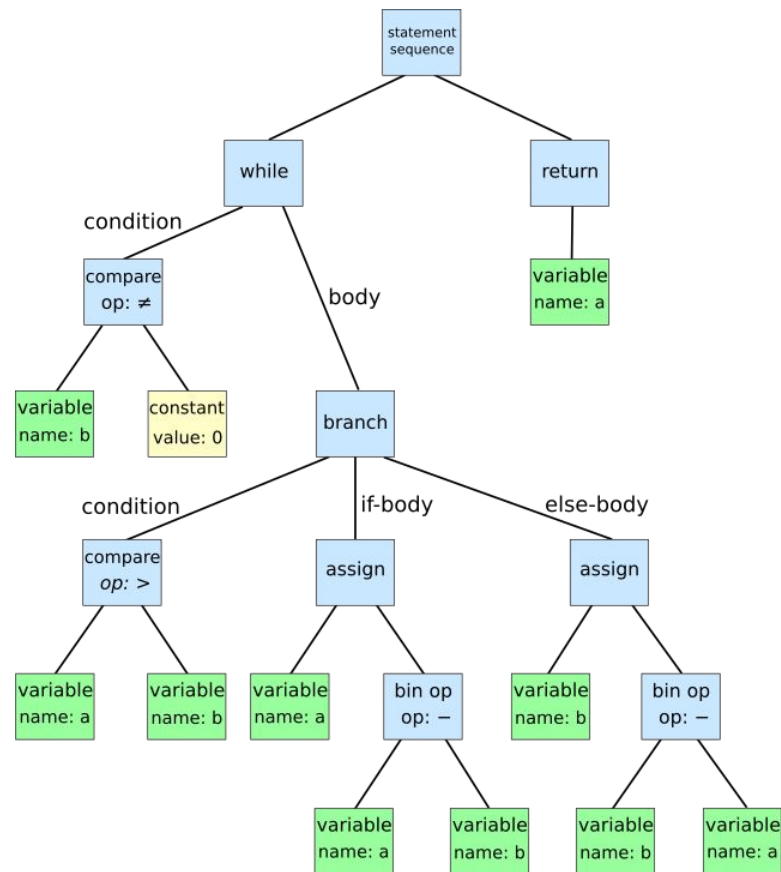 statement
sequence
while
return
condition
compare
op: ≠
body
variable
name: a
variable
name: b
constant
value: 0
branch
condition
if-body
else-body
compare
op: >
assign
assign
variable
name: a
variable
name: b
variable
name: a
bin op
op: −
variable
name: b
bin op
op: −
variable
name: a
variable
name: b
variable
name: b
variable
name: a